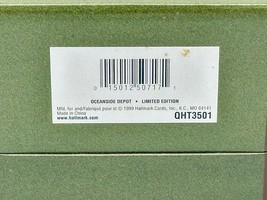 0 15012 50717 1
OCEANSIDE DEPOT • LIMITED EDITION
Mfd. for and/Fabriqué pour et © 1999 Hallmark Cards, Inc., K.C., MO 64141
Made in China
www.hallmark.com QHT3501